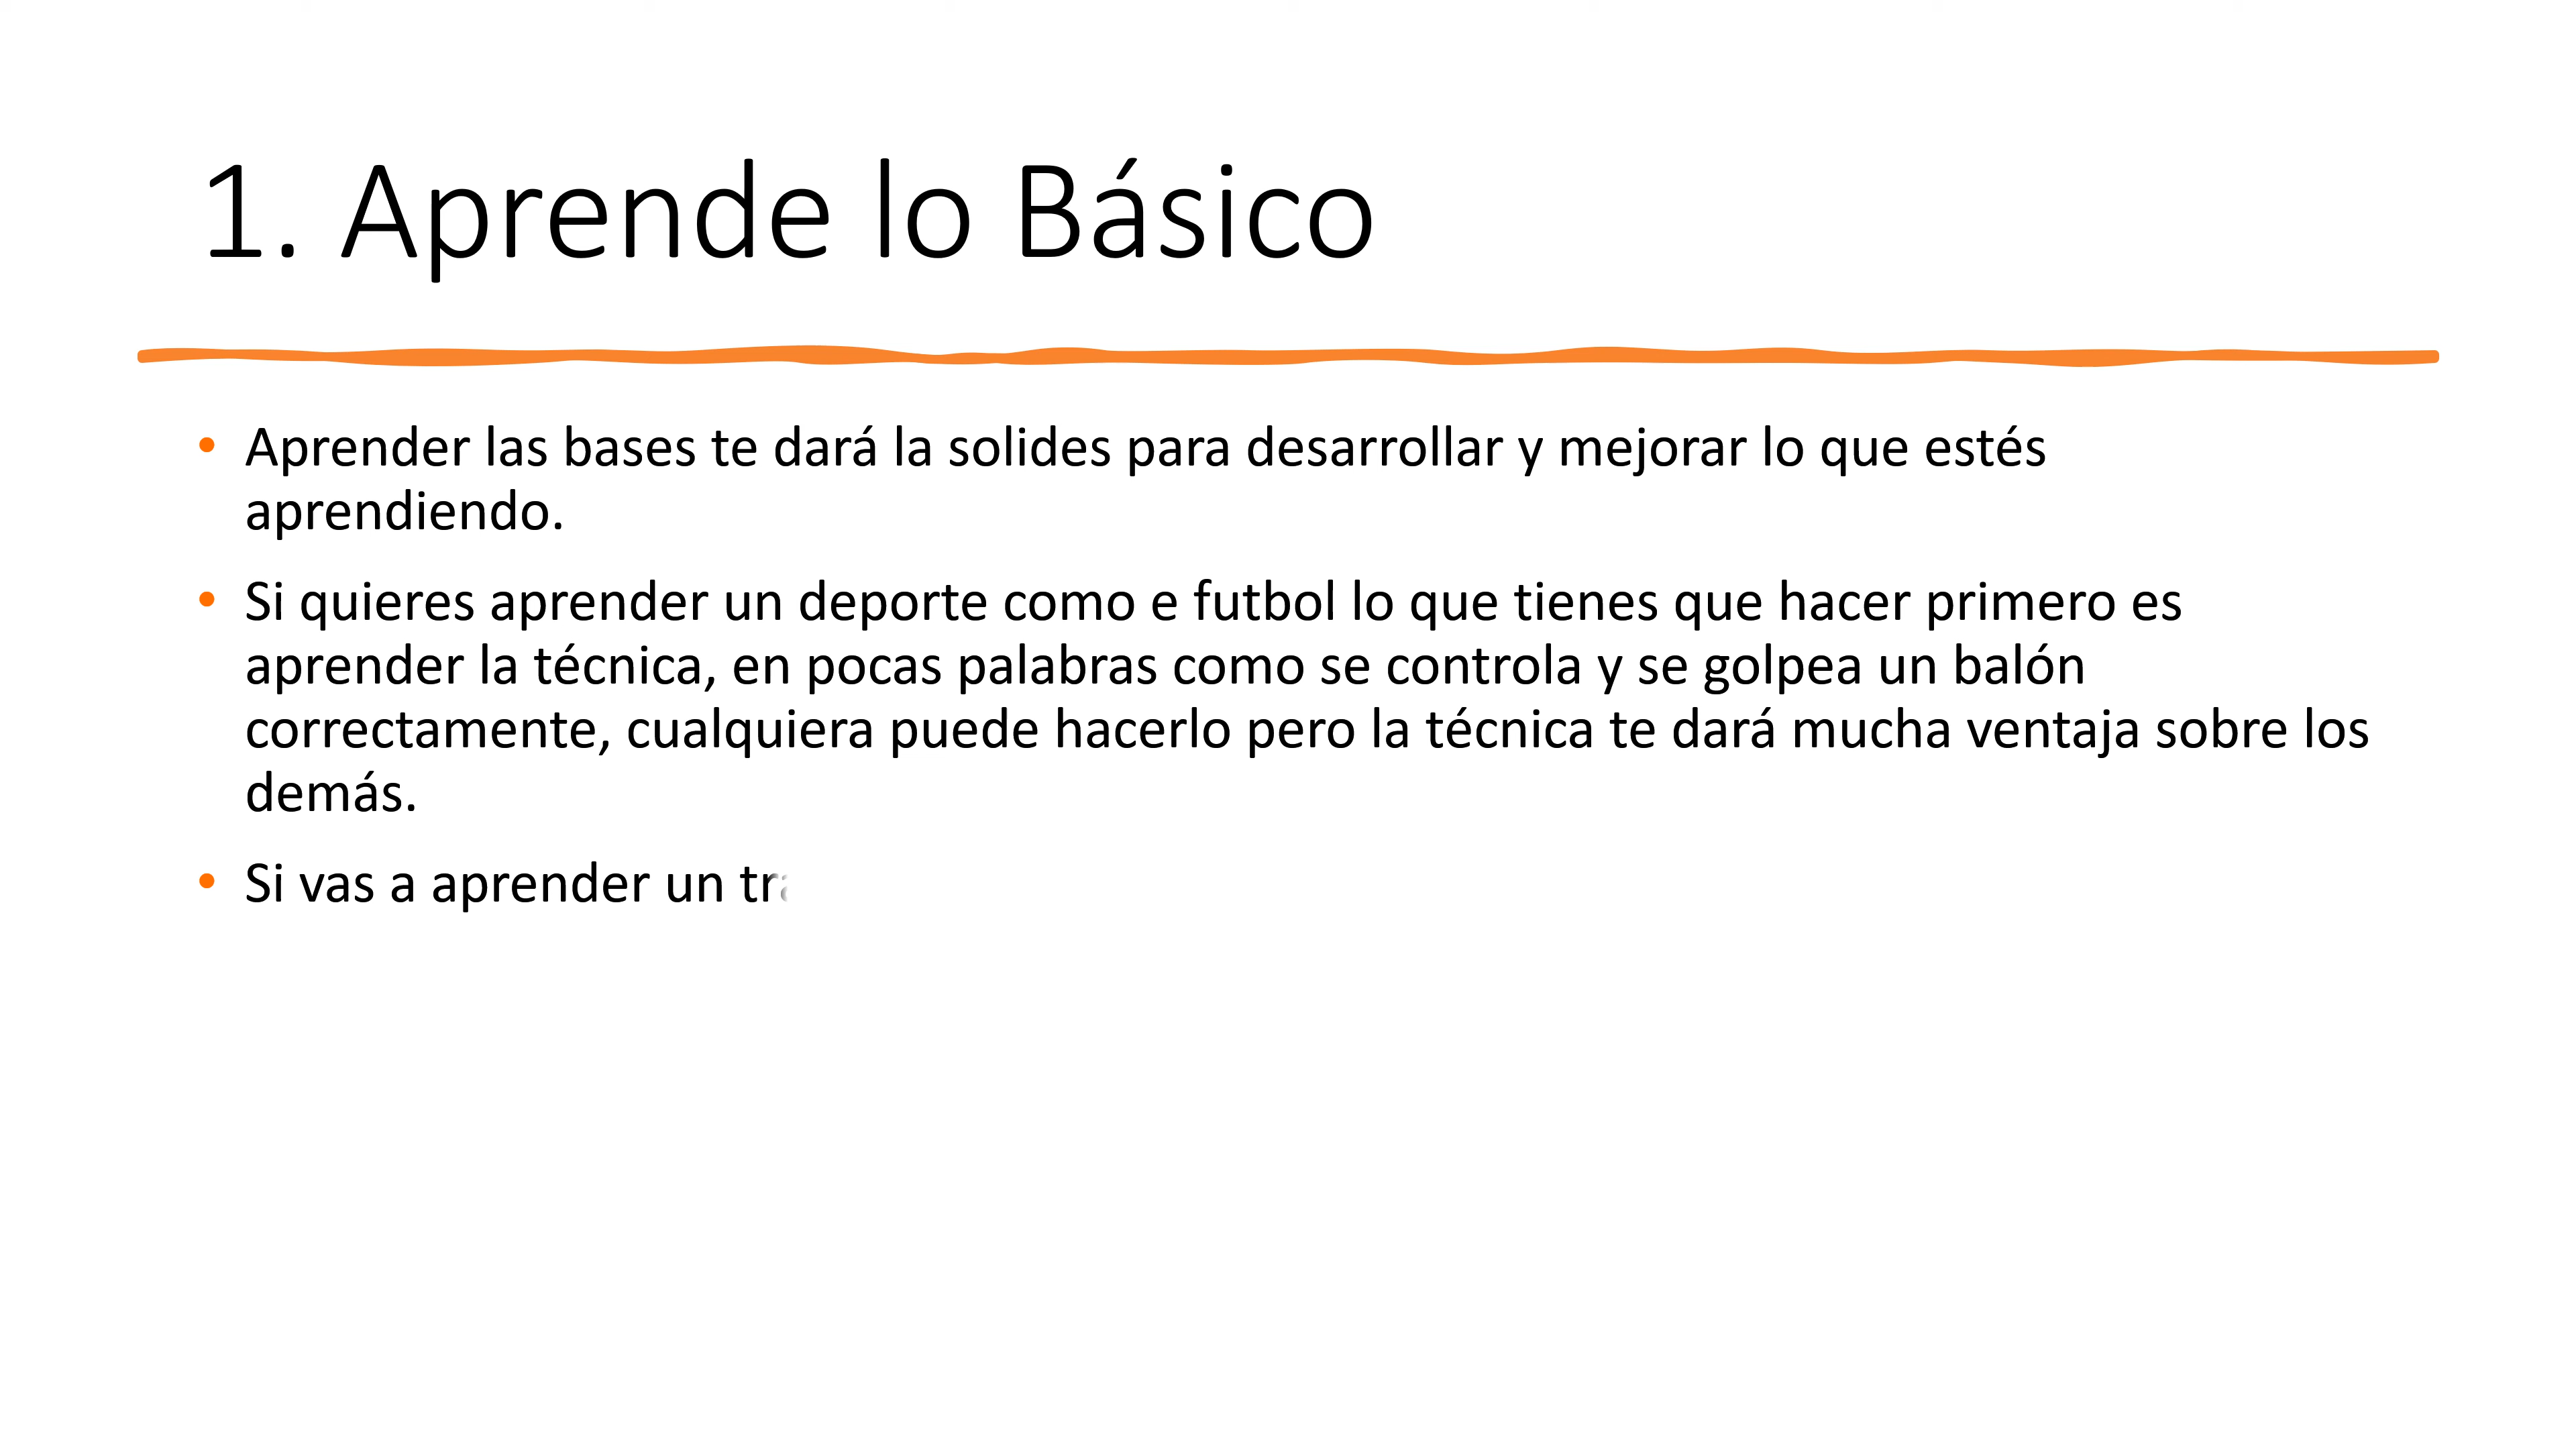 1. Aprende lo Básico
• Aprender las bases te dará la solides para desarrollar y mejorar lo que estés
aprendiendo.
• Si quieres aprender un deporte como e futbol lo que tienes que hacer primero es
aprender la técnica, en pocas palabras como se controla y se golpea un balón
correctamente, cualquiera puede hacerlo pero la técnica te dará mucha ventaja sobre los
demás.
• Si vas a aprender un